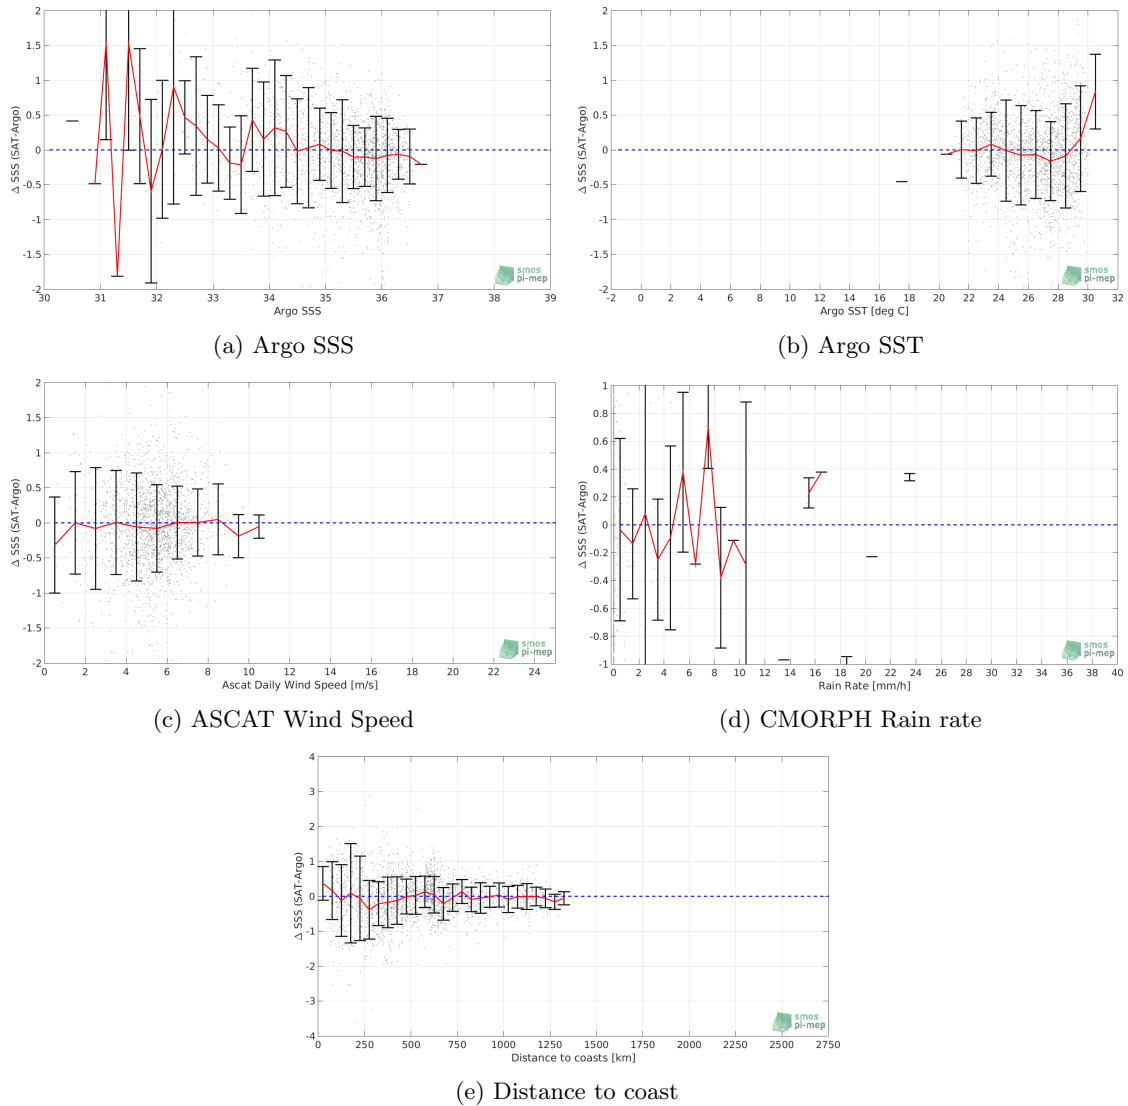 2
1.5
1
0.5
0
-0.5
-1
-1.5
-2
Δ SSS (SAT-Argo)
30 31 32 33 34 35 36 37 38 39
Argo SSS
smos
pi-mep
(a) Argo SSS
2
1.5
1
0.5
0
-0.5
-1
-1.5
-2
Δ SSS (SAT-Argo)
-2 0 2 4 6 8 10 12 14 16 18 20 22 24 26 28 30 32
Argo SST [deg C]
smos
pi-mep
(b) Argo SST
2
1.5
1
0.5
0
-0.5
-1
-1.5
-2
Δ SSS (SAT-Argo)
0 2 4 6 8 10 12 14 16 18 20 22 24
Ascat Daily Wind Speed [m/s]
smos
pi-mep
(c) ASCAT Wind Speed
1
0.8
0.6
0.4
0.2
0
-0.2
-0.4
-0.6
-0.8
-1
Δ SSS (SAT-Argo)
0 2 4 6 8 10 12 14 16 18 20 22 24 26 28 30 32 34 36 38 40
Rain Rate [mm/h]
smos
pi-mep
(d) CMORPH Rain rate
4
3
2
1
0
-1
-2
-3
-4
Δ SSS (SAT-Argo)
0 250 500 750 1000 1250 1500 1750 2000 2250 2500 2750
Distance to coasts [km]
smos
pi-mep
(e) Distance to coast